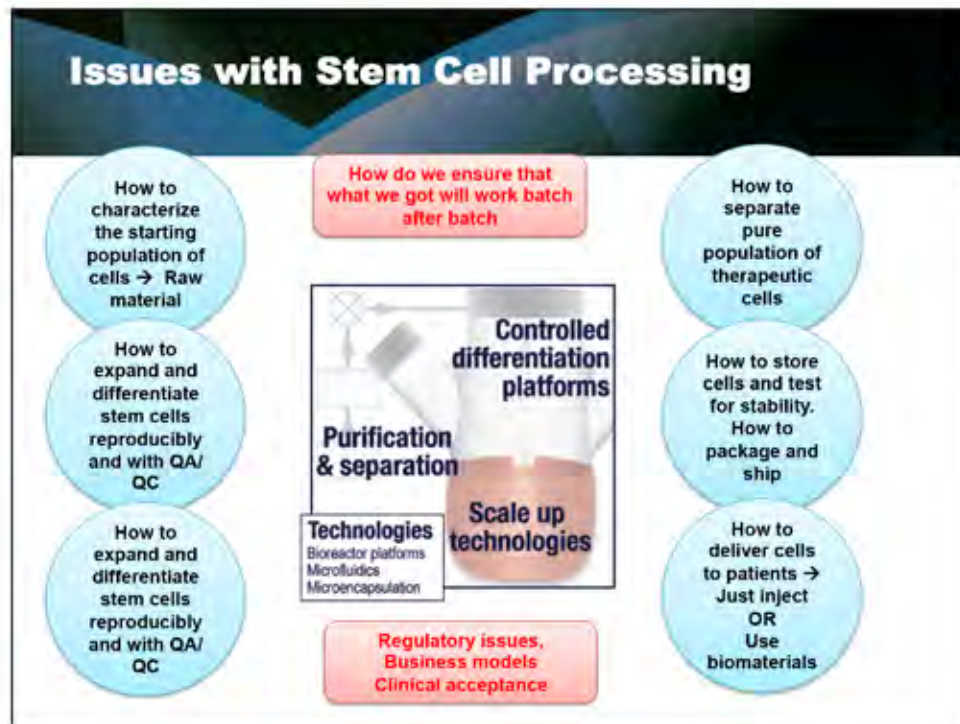 Issues with Stem Cell Processing
How to
characterize
the starting
population of
cells → Raw
material
How to
expand and
differentiate
stem cells
reproducibly
and with QA/
QC
How to
expand and
differentiate
stem cells
reproducibly
and with QA/
QC
How do we ensure that
what we got will work batch
after batch
Controlled
differentiation
platforms
Purification
& separation
Scale up
technologies
Technologies
Bioreactor platforms
Microfluidics
Microencapsulation
Regulatory issues,
Business models
Clinical acceptance
How to
separate
pure
population of
therapeutic
cells
How to store
cells and test
for stability.
How to
package and
ship
How to
deliver cells
to patients →
Just inject
OR
Use
biomaterials